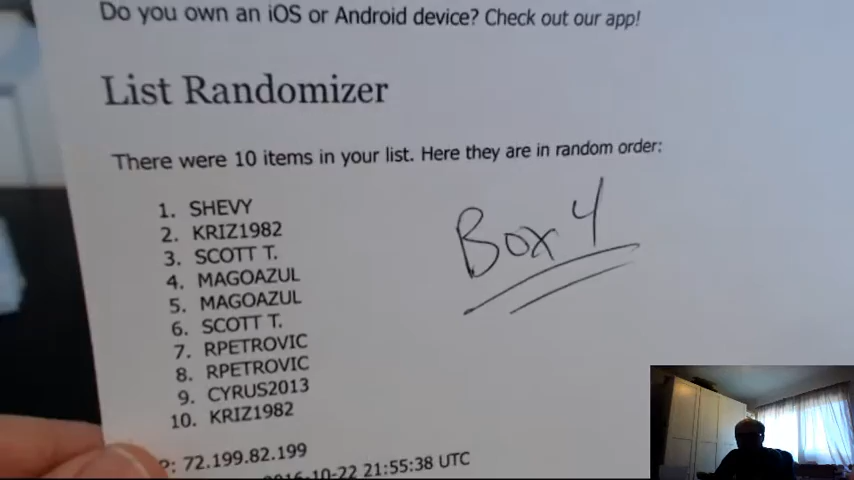 Do you own an iOS or Android device? Check out our app!
List Randomizer
There were 10 items in your list. Here they are in random order:
1. SHEVY
2. KRIZ1982
3. SCOTT T.
4. MAGOAZUL
5. MAGOAZUL
6. SCOTT T.
7. RPETROVIC
8. RPETROVIC
9. CYRUS2013
10. KRIZ1982
Box 4
P: 72.199.82.199
2016-10-22 21:55:38 UTC